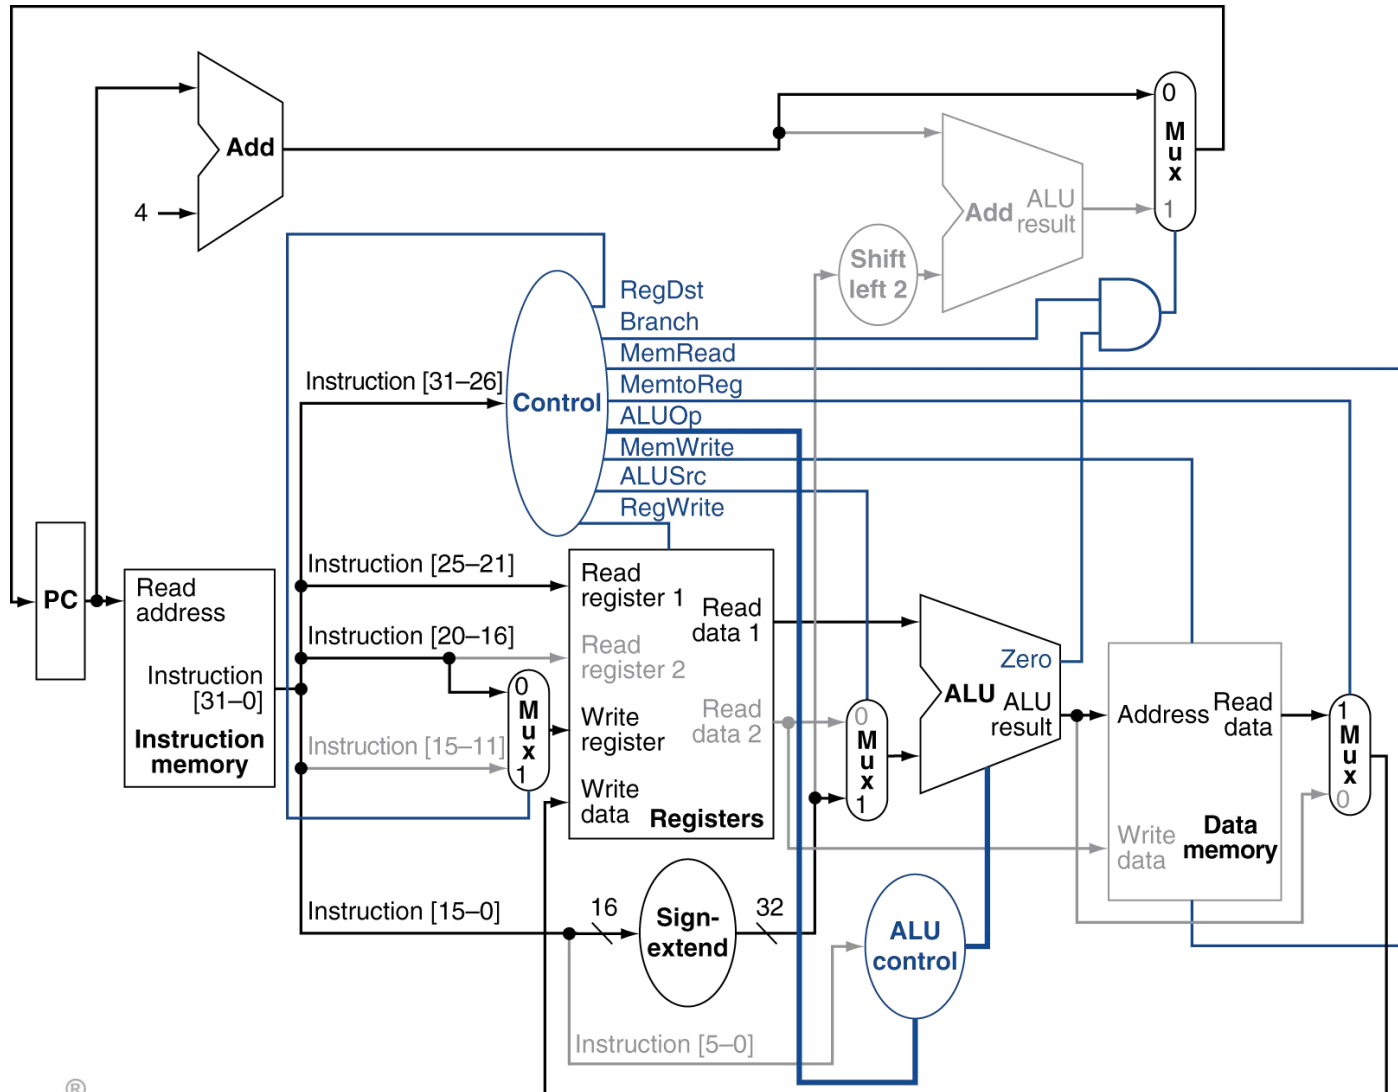 0
M
u
x
1
Add
4
Add
ALU
result
Shift
left 2
RegDst
Branch
MemRead
MemtoReg
ALUOp
MemWrite
ALUSrc
RegWrite
Instruction [31–26]
Control
PC
Read
address
Instruction
[31–0]
Instruction
memory
Instruction [25–21]
Instruction [20–16]
Instruction [15–11]
0
M
u
x
1
Read
register 1
Read
register 2
Write
register
Write
data
Read
data 1
Read
data 2
Registers
0
M
u
x
1
Zero
ALU
ALU
result
Address
Read
data
Write
data
Data
memory
1
M
u
x
0
Instruction [15–0]
16
Sign-
extend
32
ALU
control
Instruction [5–0]
®